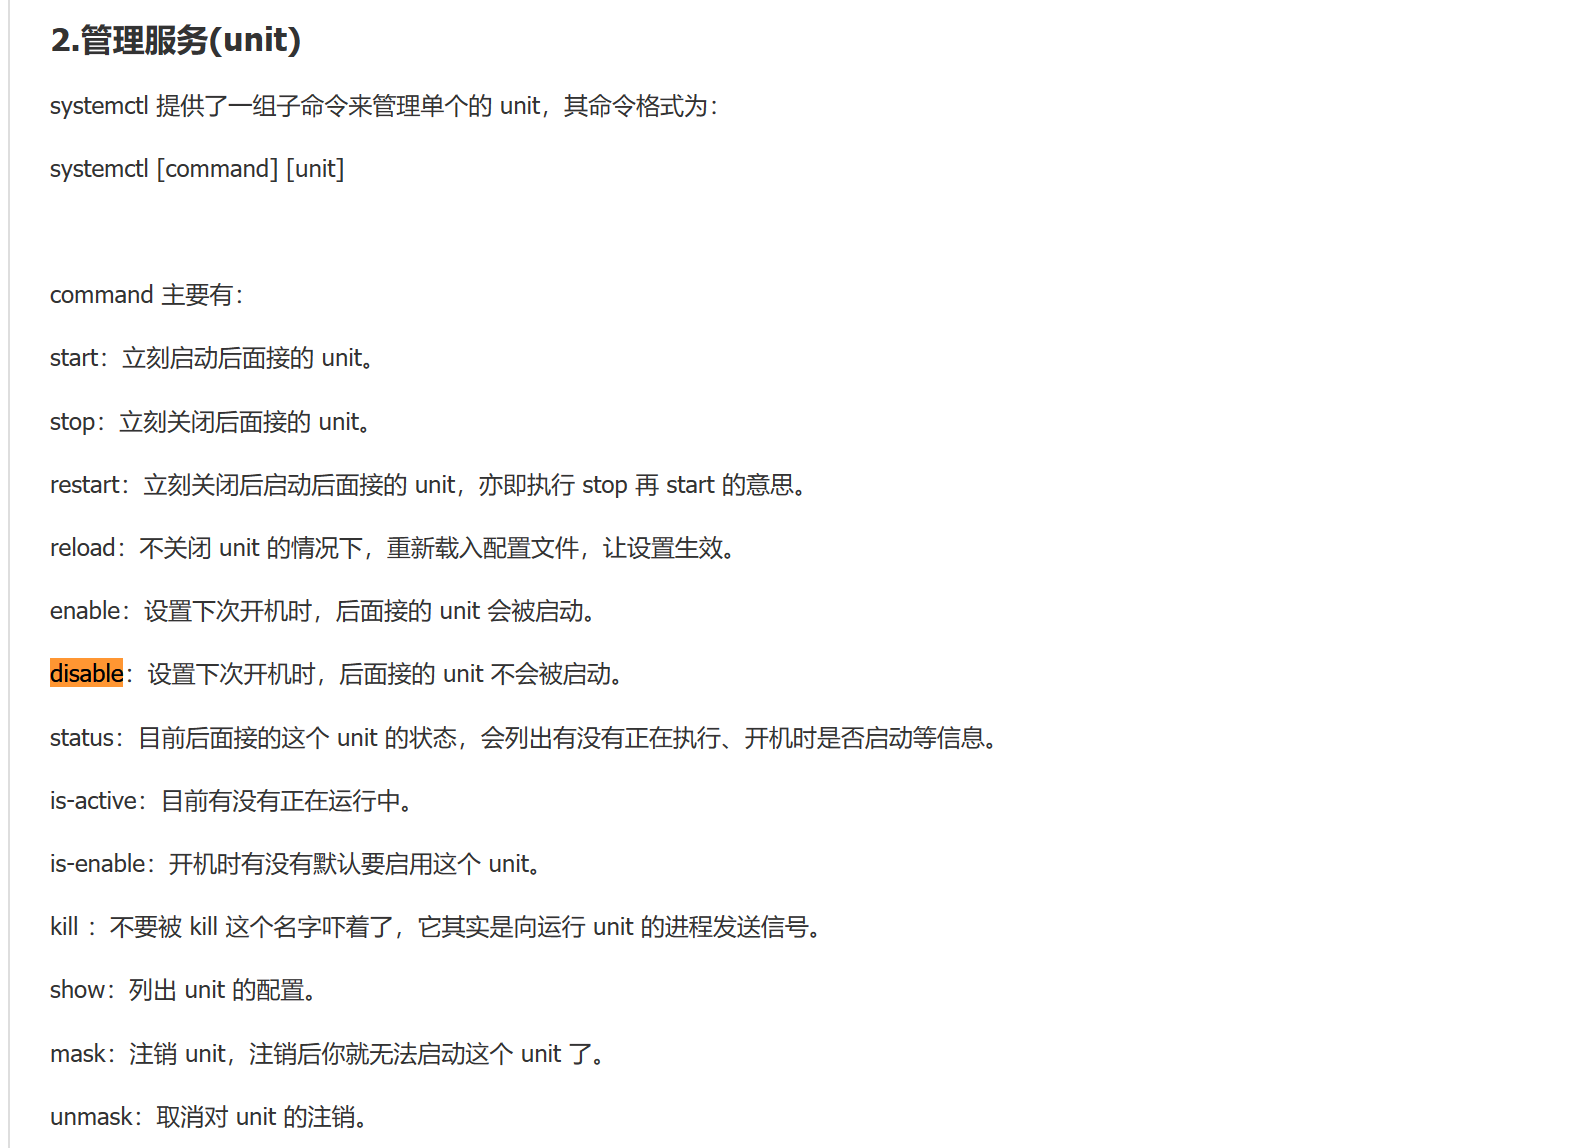 2.管理服务(unit)
systemctl 提供了一组子命令来管理单个的 unit，其命令格式为：
systemctl [command] [unit]
command 主要有：
start：立刻启动后面接的 unit。
stop：立刻关闭后面接的 unit。
restart：立刻关闭后启动后面接的 unit，亦即执行 stop 再 start 的意思。
reload：不关闭 unit 的情况下，重新载入配置文件，让设置生效。
enable：设置下次开机时，后面接的 unit 会被启动。
disable：设置下次开机时，后面接的 unit 不会被启动。
status：目前后面接的这个 unit 的状态，会列出有没有正在执行、开机时是否启动等信息。
is-active：目前有没有正在运行中。
is-enable：开机时有没有默认要启用这个 unit。
kill ：不要被 kill 这个名字吓着了，它其实是向运行 unit 的进程发送信号。
show：列出 unit 的配置。
mask：注销 unit，注销后你就无法启动这个 unit 了。
unmask：取消对 unit 的注销。